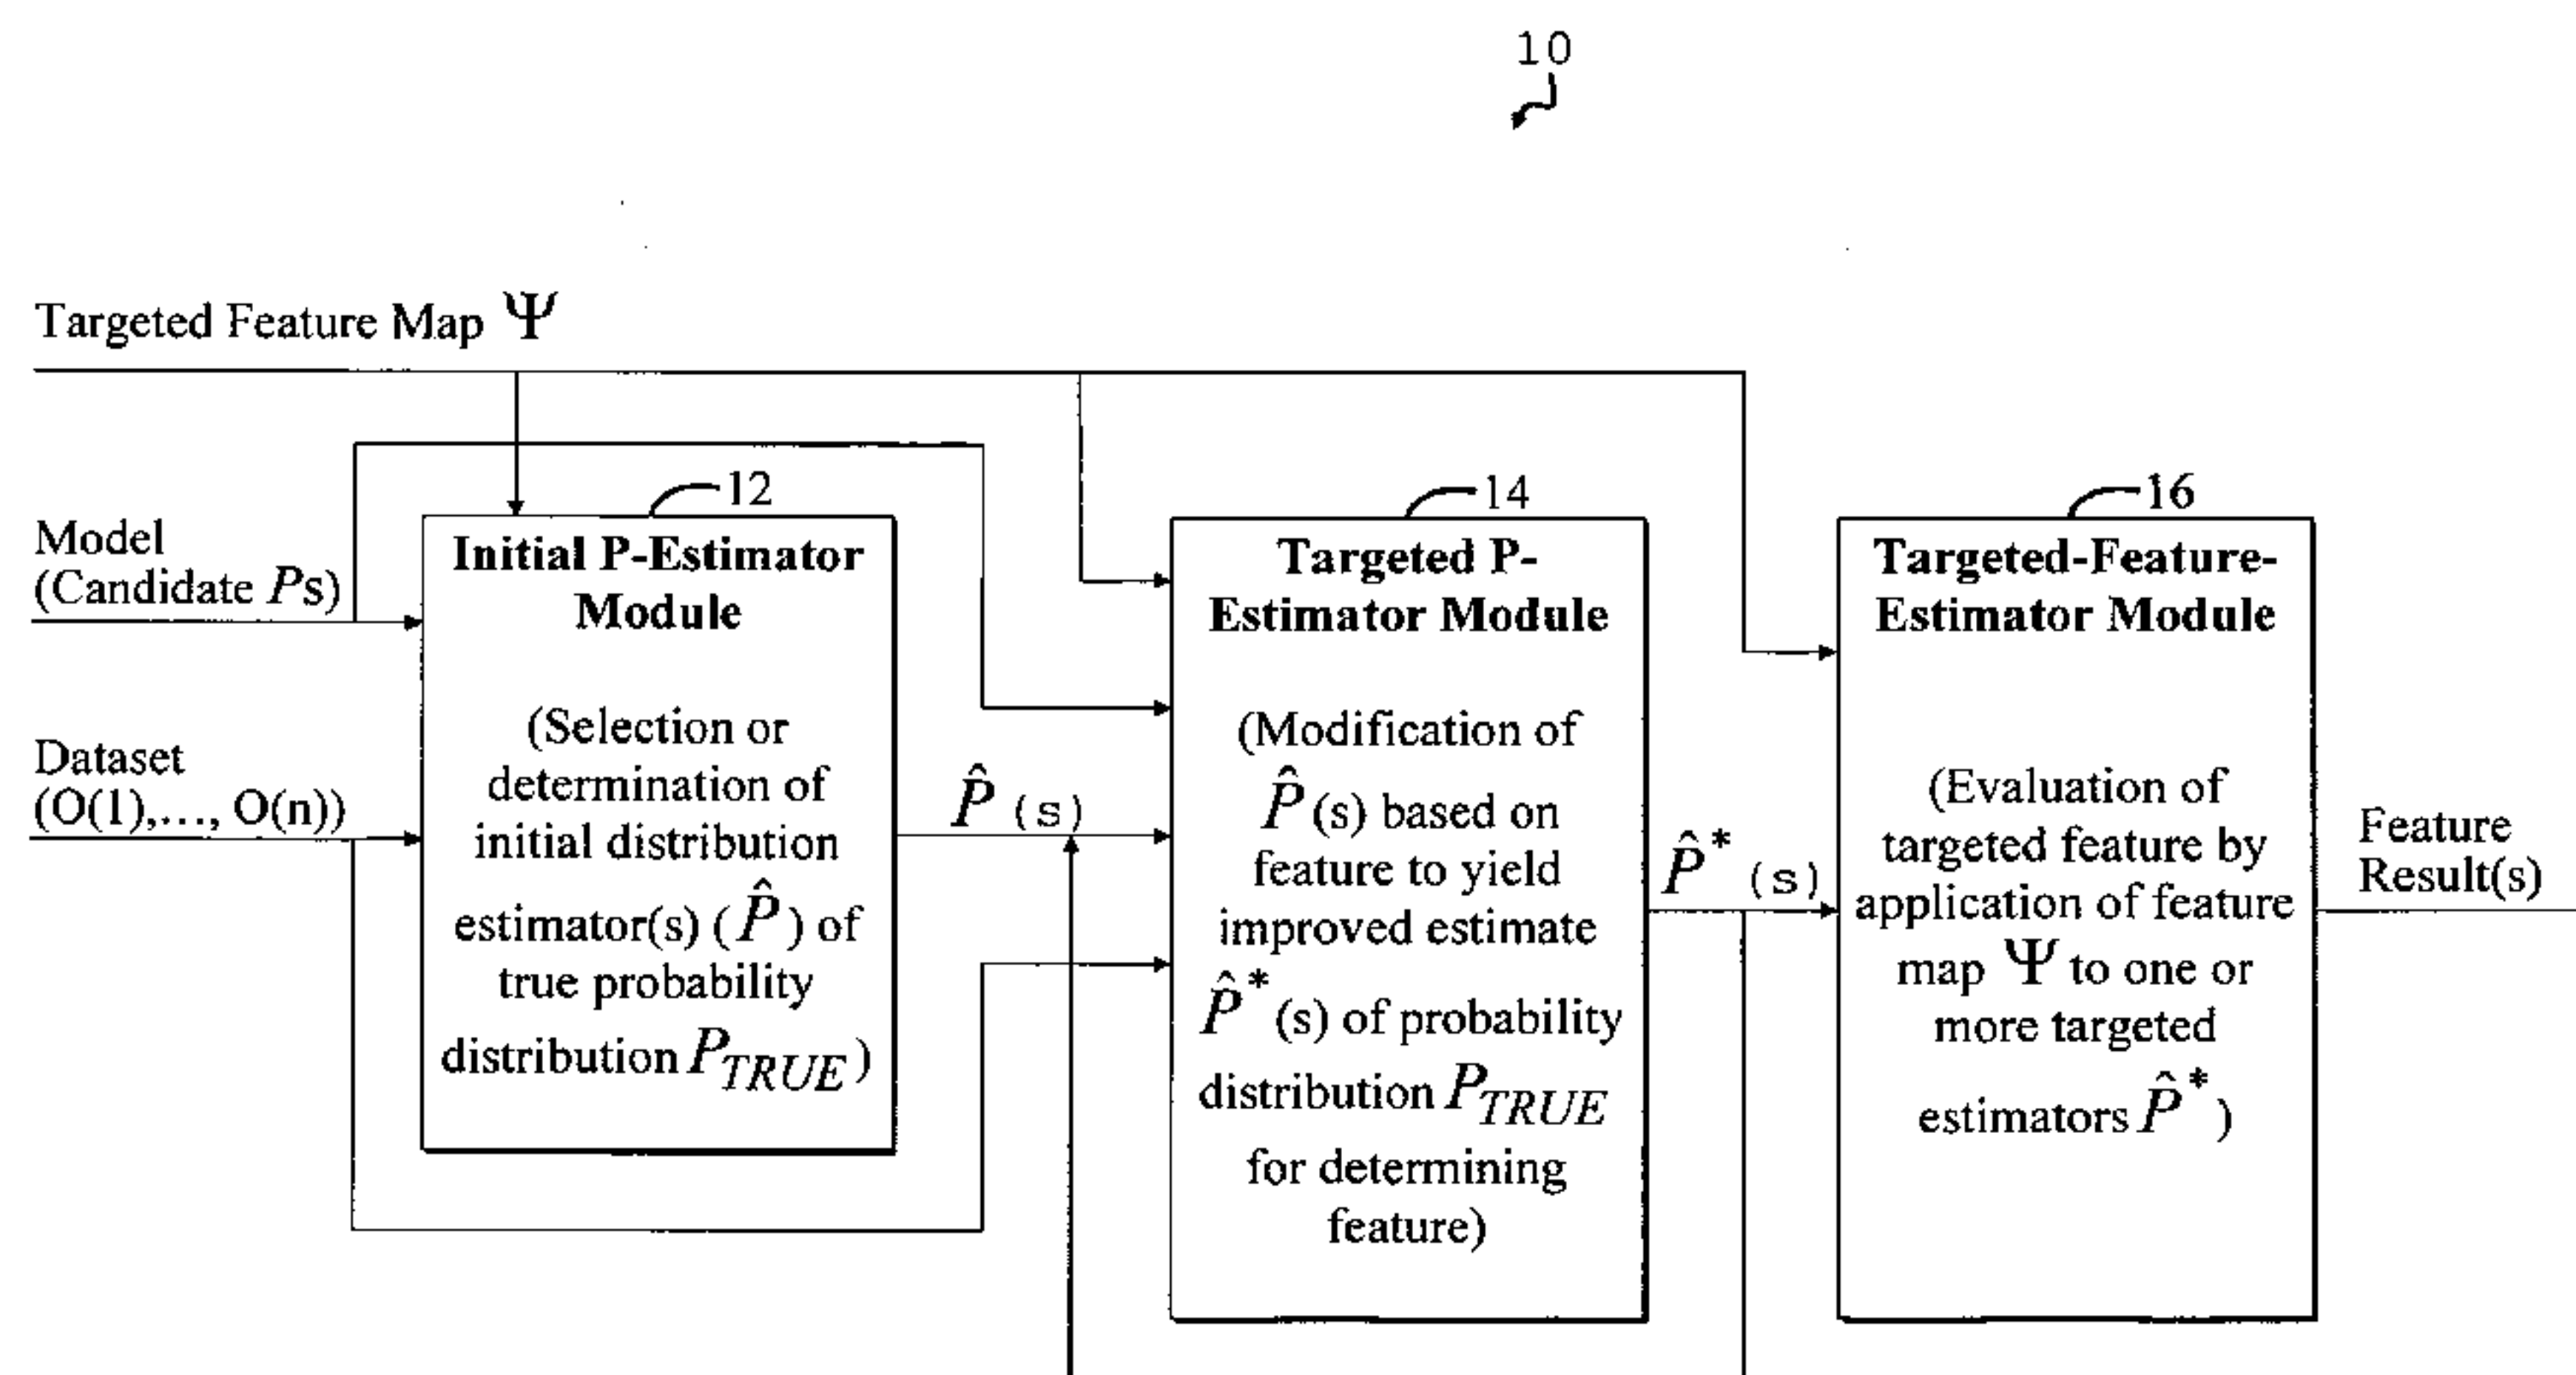 10
Targeted Feature Map Ψ
Model
(Candidate Ps)
Dataset
(O(1),..., O(n))
12
Initial P-Estimator
Module
(Selection or
determination of
initial distribution
estimator(s) (P̂) of
true probability
distribution P_TRUE)
P̂ (s)
14
Targeted P-
Estimator Module
(Modification of
P̂(s) based on
feature to yield
improved estimate
P̂*(s) of probability
distribution P_TRUE
for determining
feature)
P̂* (s)
16
Targeted-Feature-
Estimator Module
(Evaluation of
targeted feature by
application of feature
map Ψ to one or
more targeted
estimators P̂*)
Feature
Result(s)